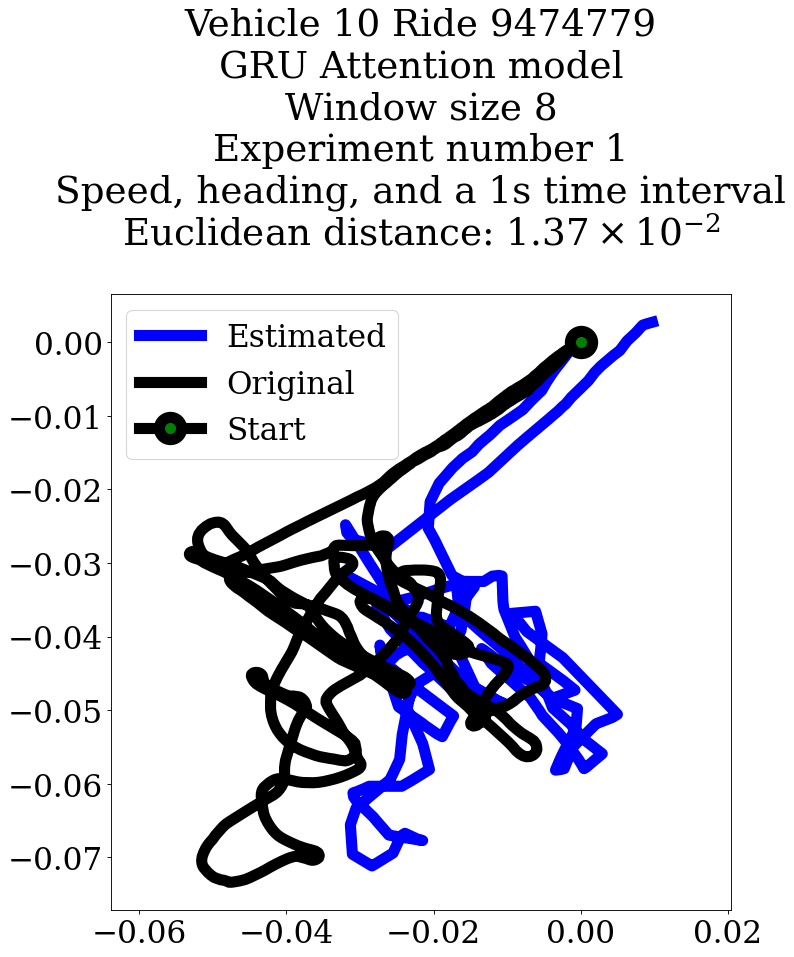 Vehicle 10 Ride 9474779
GRU Attention model
Window size 8
Experiment number 1
Speed, heading, and a 1s time interval
Euclidean distance: 1.37 × 10⁻²
Estimated
Original
Start
0.00
−0.01
−0.02
−0.03
−0.04
−0.05
−0.06
−0.07
−0.06 −0.04 −0.02 0.00 0.02